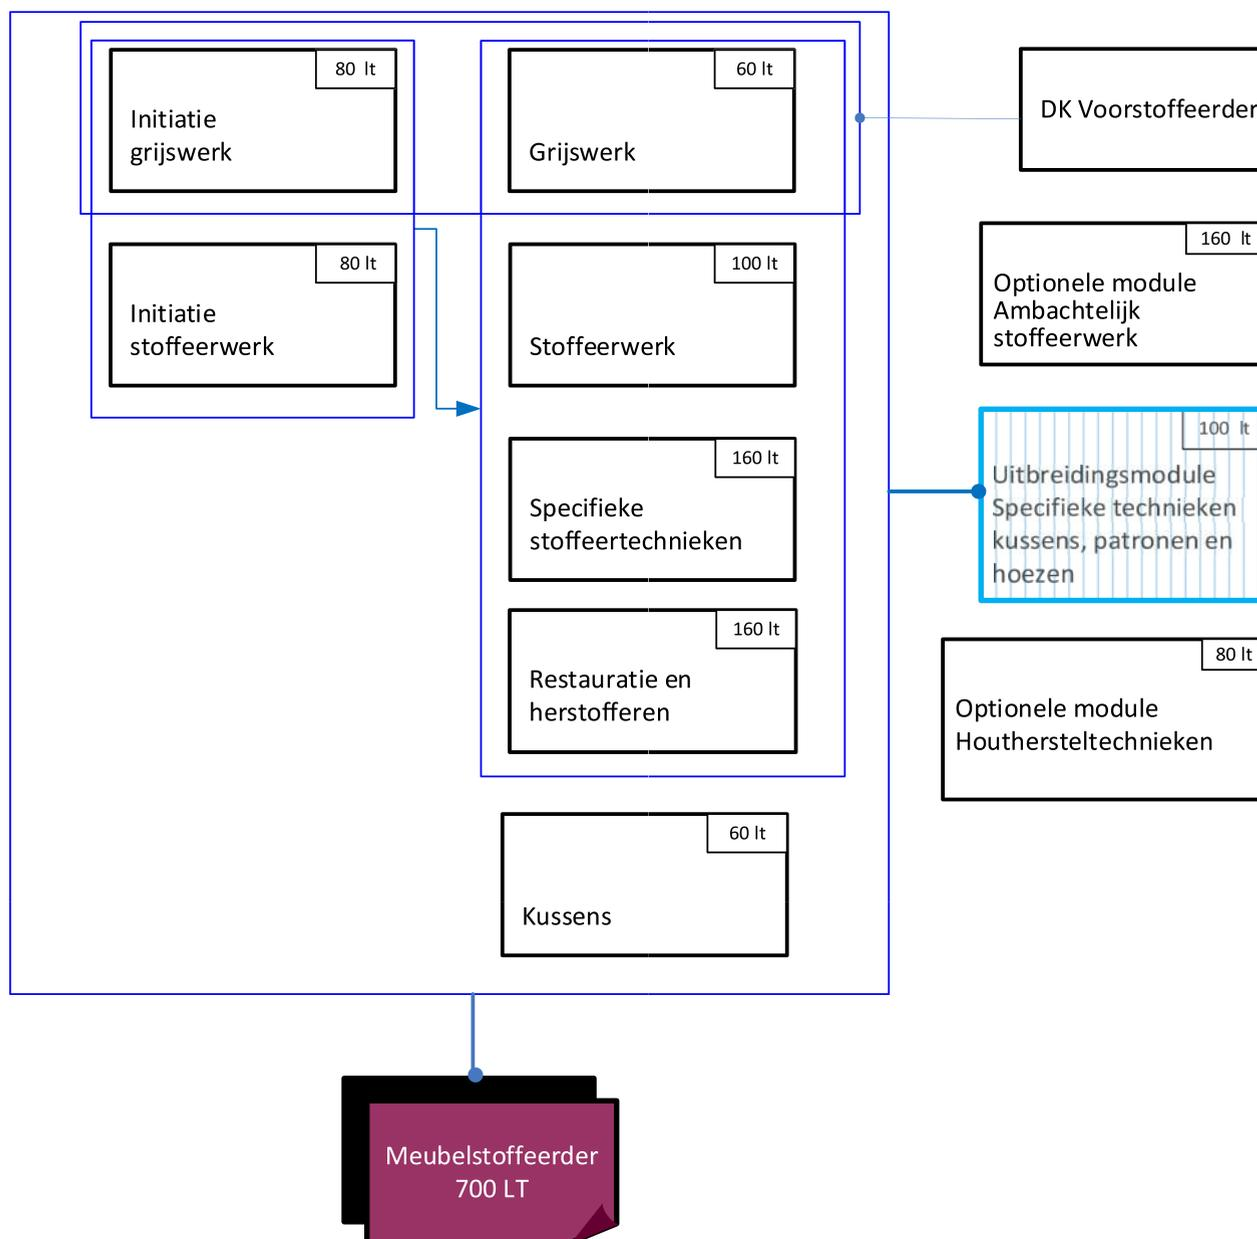 80 lt
Initiatie
grijswerk
60 lt
Grijswerk
DK Voorstoffeerder
80 lt
Initiatie
stoffeerwerk
100 lt
Stoffeerwerk
160 lt
Optionele module
Ambachtelijk
stoffeerwerk
160 lt
Specifieke
stoffeertechnieken
100 lt
Uitbreidingsmodule
Specifieke technieken
kussens, patronen en
hoezen
160 lt
Restauratie en
herstofferen
80 lt
Optionele module
Houthersteltechnieken
60 lt
Kussens
Meubelstoffeerder
700 LT